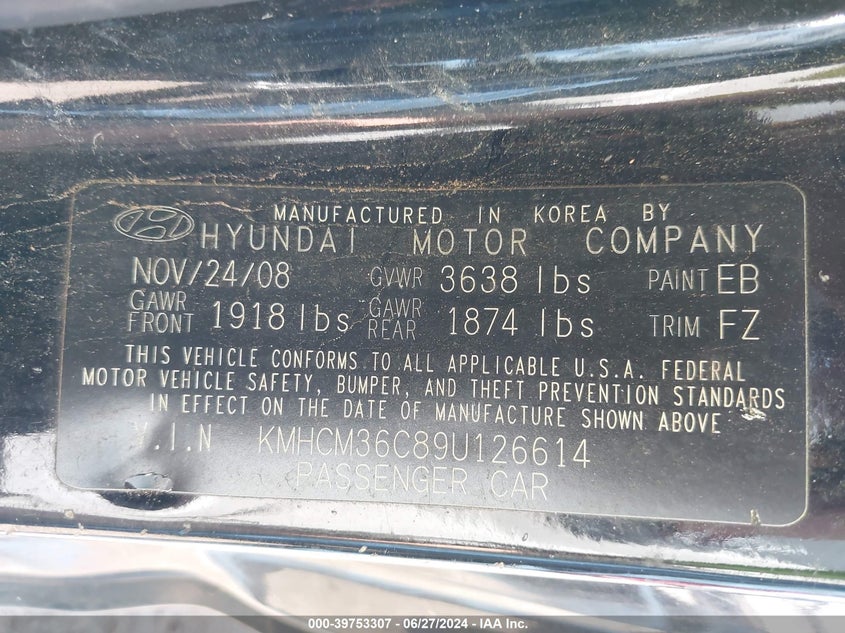 MANUFACTURED IN KOREA BY
HYUNDAI MOTOR COMPANY
NOV/24/08 GVWR 3638 lbs PAINT EB
GAWR FRONT 1918 lbs GAWR REAR 1874 lbs TRIM FZ
THIS VEHICLE CONFORMS TO ALL APPLICABLE U.S.A. FEDERAL
MOTOR VEHICLE SAFETY, BUMPER, AND THEFT PREVENTION STANDARDS
IN EFFECT ON THE DATE OF MANUFACTURE SHOWN ABOVE
V.I.N KMHCM36C89U126614
PASSENGER CAR
000-39753307 - 06/27/2024 - IAA Inc.